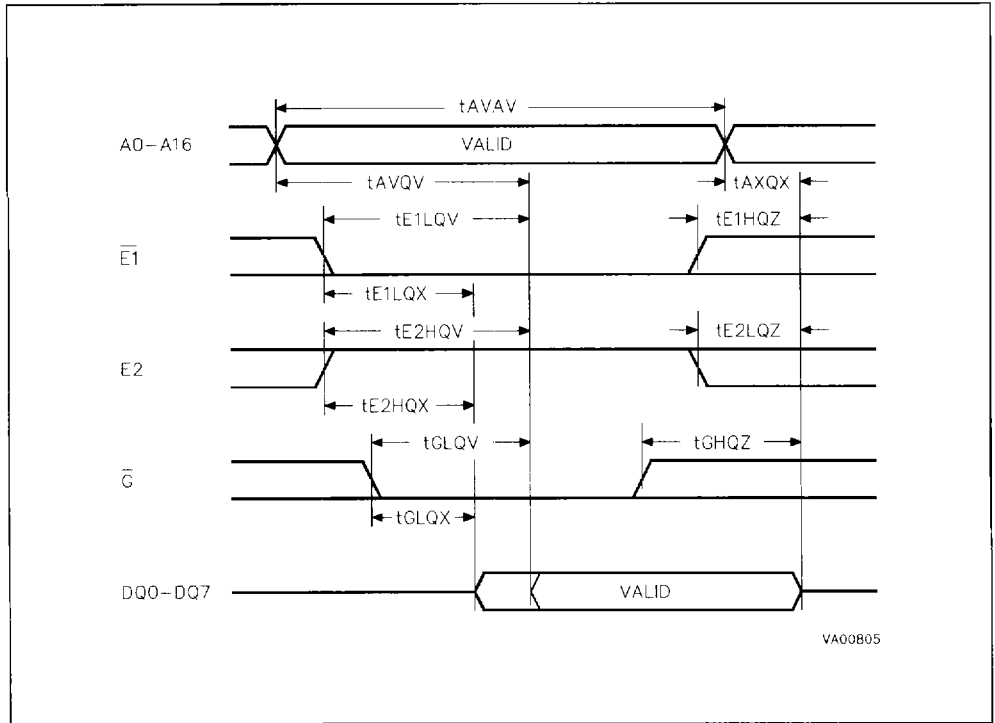 tAVAV
A0-A16 VALID
tAVQV tAXQX
tE1LQV tE1HQZ
E̅1̅
tE1LQX
tE2HQV tE2LQZ
E2
tE2HQX
tGLQV tGHQZ
G̅
tGLQX
DQ0-DQ7 VALID
VA00805